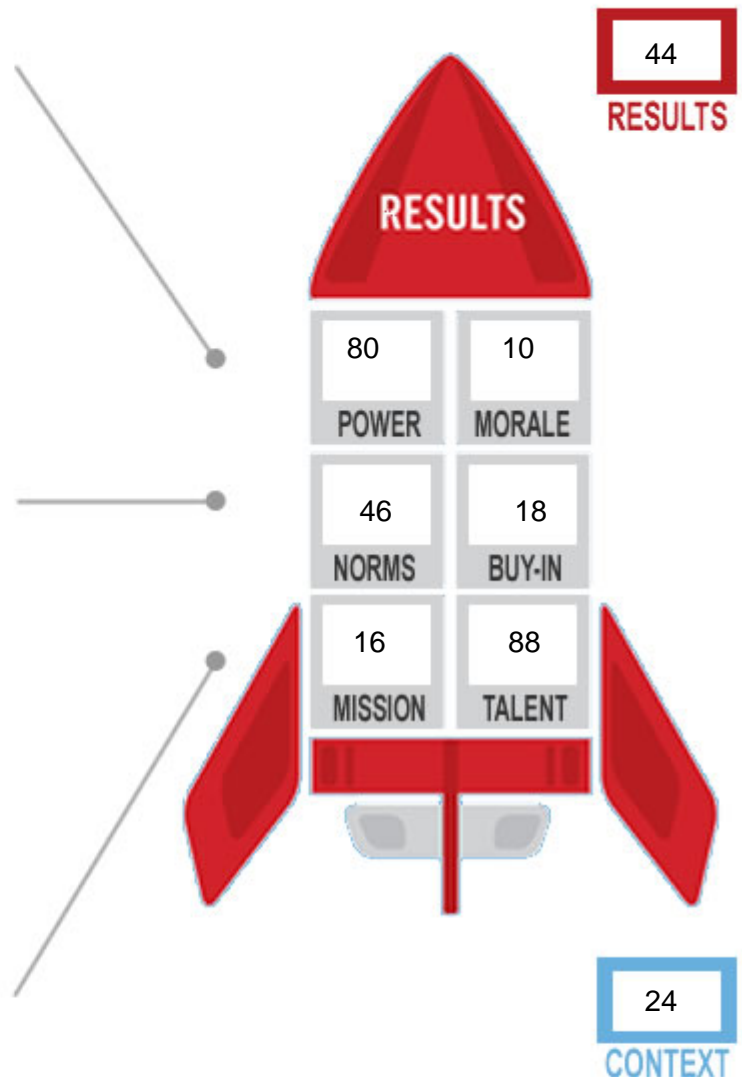 44
RESULTS
RESULTS
80 10
POWER MORALE
46 18
NORMS BUY-IN
16 88
MISSION TALENT
24
CONTEXT